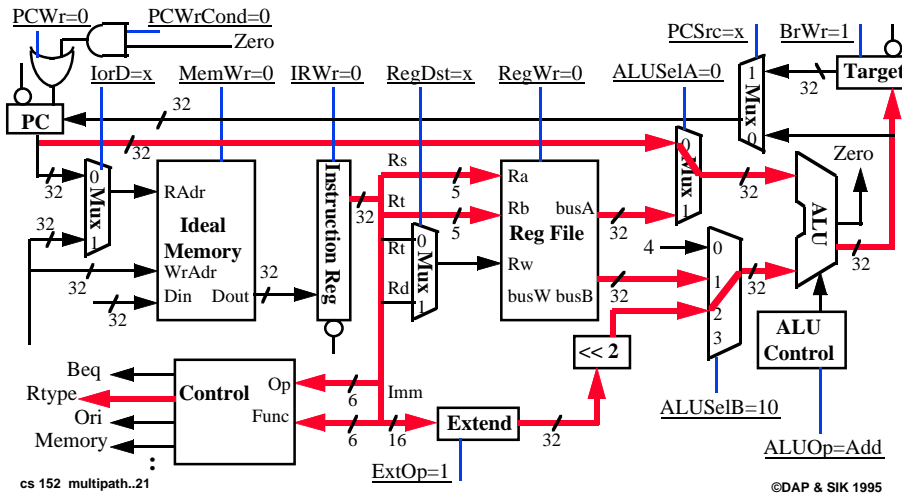 PCWr=0
PCWrCond=0
Zero
PCSrc=x
BrWr=1
IorD=x
MemWr=0
IRWr=0
RegDst=x
RegWr=0
ALUSelA=0
32
PC
32
32
1
Mux
0
32
Target
32
32
0
Mux
1
RAdr
Ideal
Memory
WrAdr
Din
Dout
32
32
32
32
Instruction Reg
32
Rs
Rt
Rt
Rd
5
5
0
Mux
1
Ra
Rb
Rw
busW
busA
busB
Reg File
32
32
0
Mux
1
32
4
0
1
2
3
32
Zero
ALU
32
ALU
Control
<< 2
Beq
Rtype
Ori
Memory
:
Control
Op
Func
6
6
Imm
16
Extend
32
ExtOp=1
ALUSelB=10
ALUOp=Add
cs 152 multipath..21
©DAP & SIK 1995